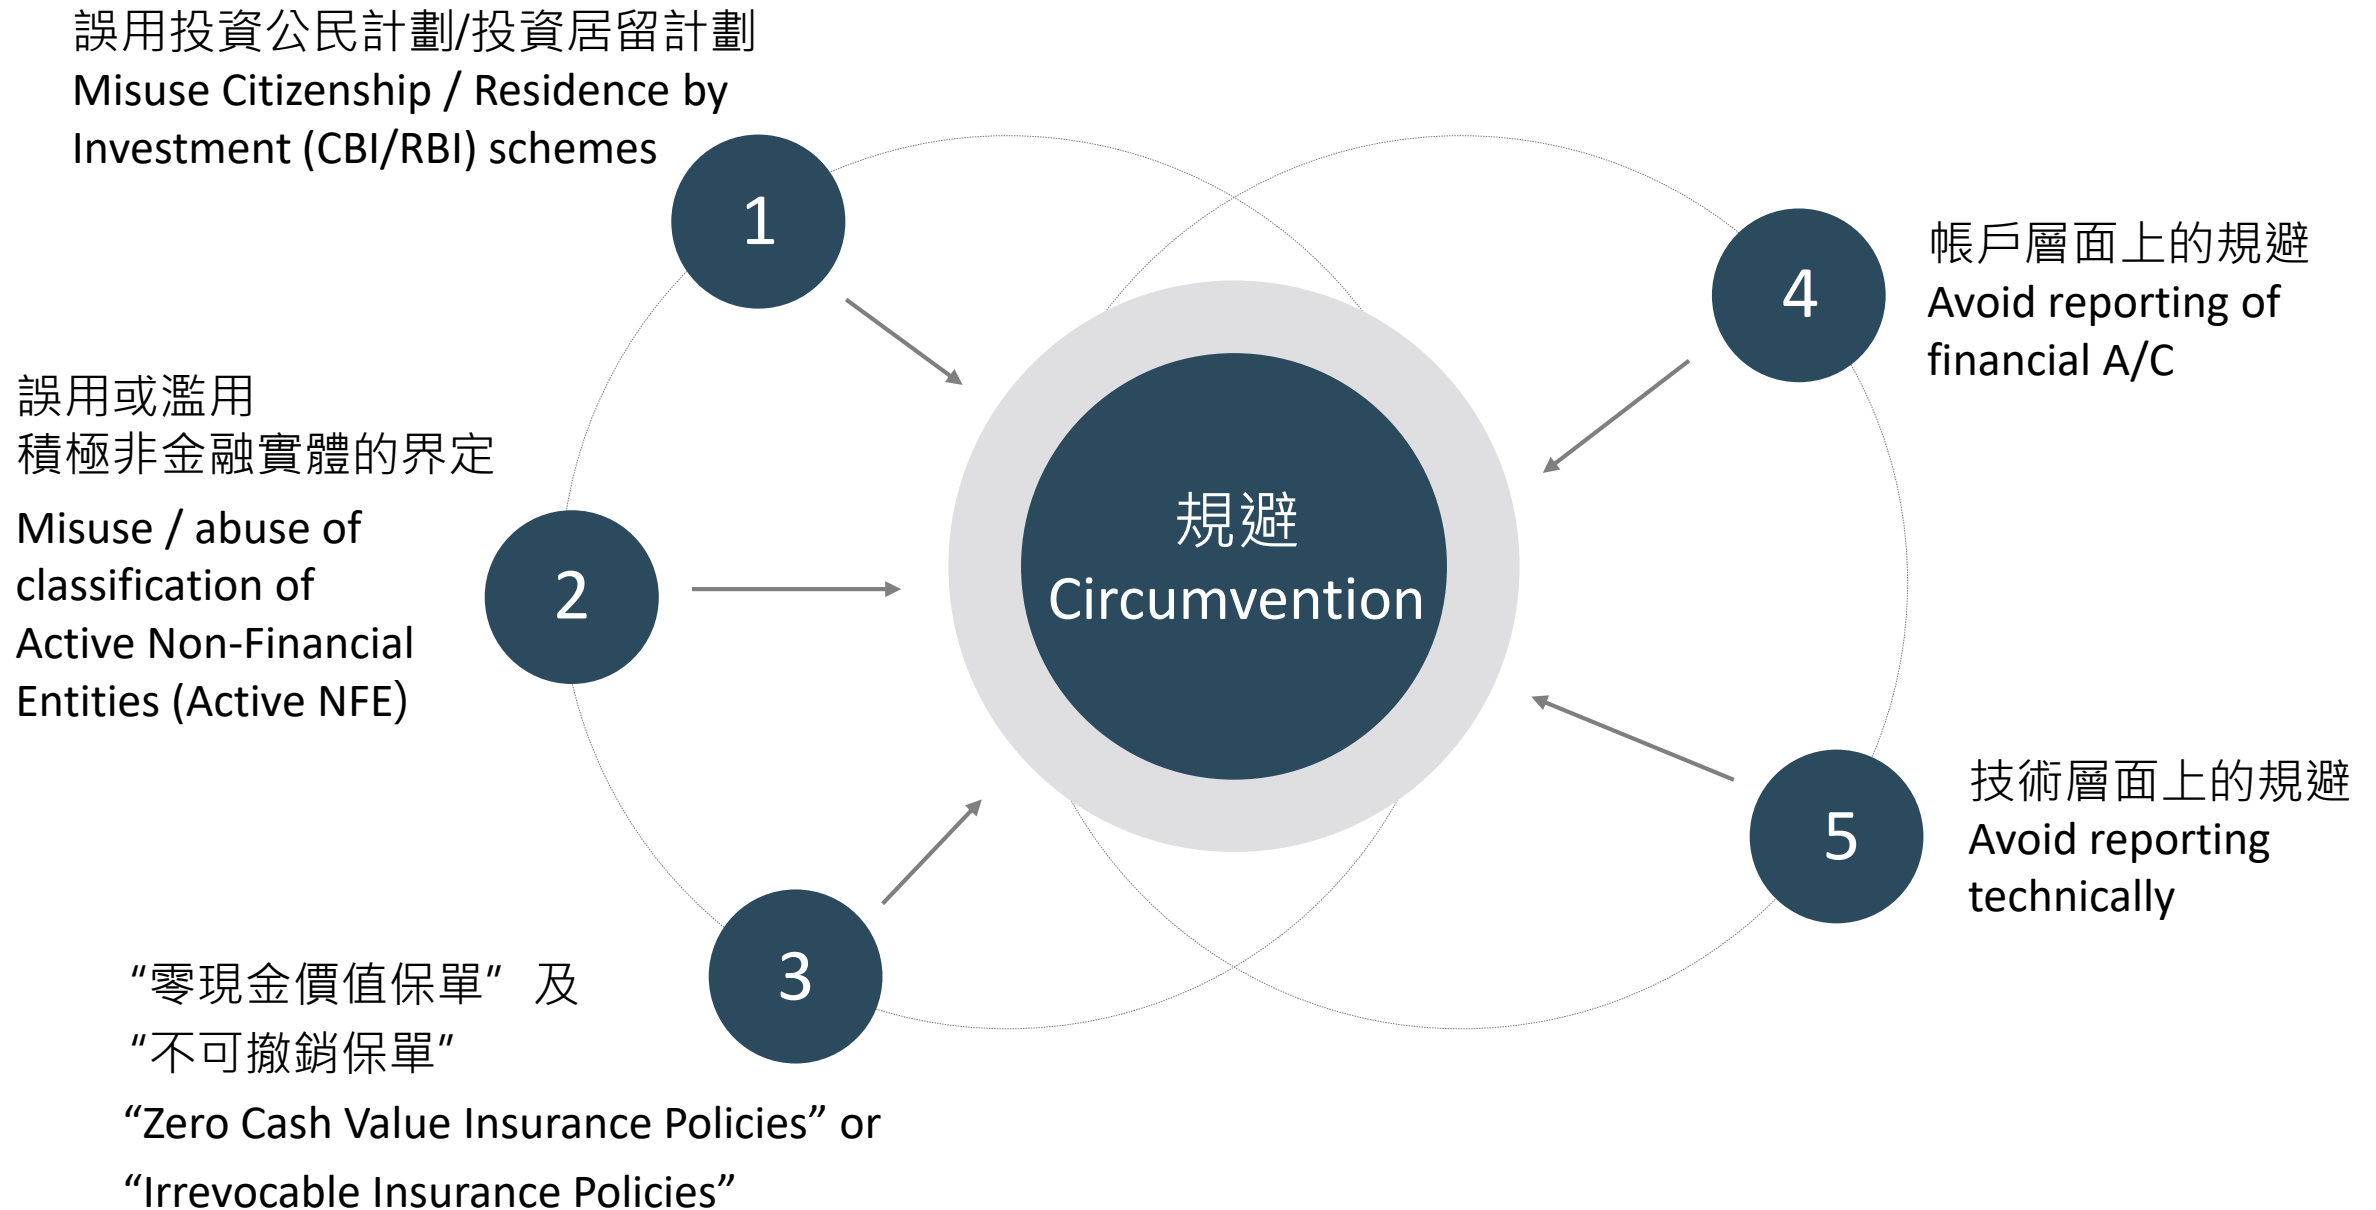 誤用投資公民計劃/投資居留計劃
Misuse Citizenship / Residence by
Investment (CBI/RBI) schemes
1
誤用或濫用
積極非金融實體的界定
Misuse / abuse of
classification of
Active Non-Financial
Entities (Active NFE)
2
“零現金價值保單” 及
“不可撤銷保單”
“Zero Cash Value Insurance Policies” or
“Irrevocable Insurance Policies”
3
規避
Circumvention
4
帳戶層面上的規避
Avoid reporting of
financial A/C
5
技術層面上的規避
Avoid reporting
technically